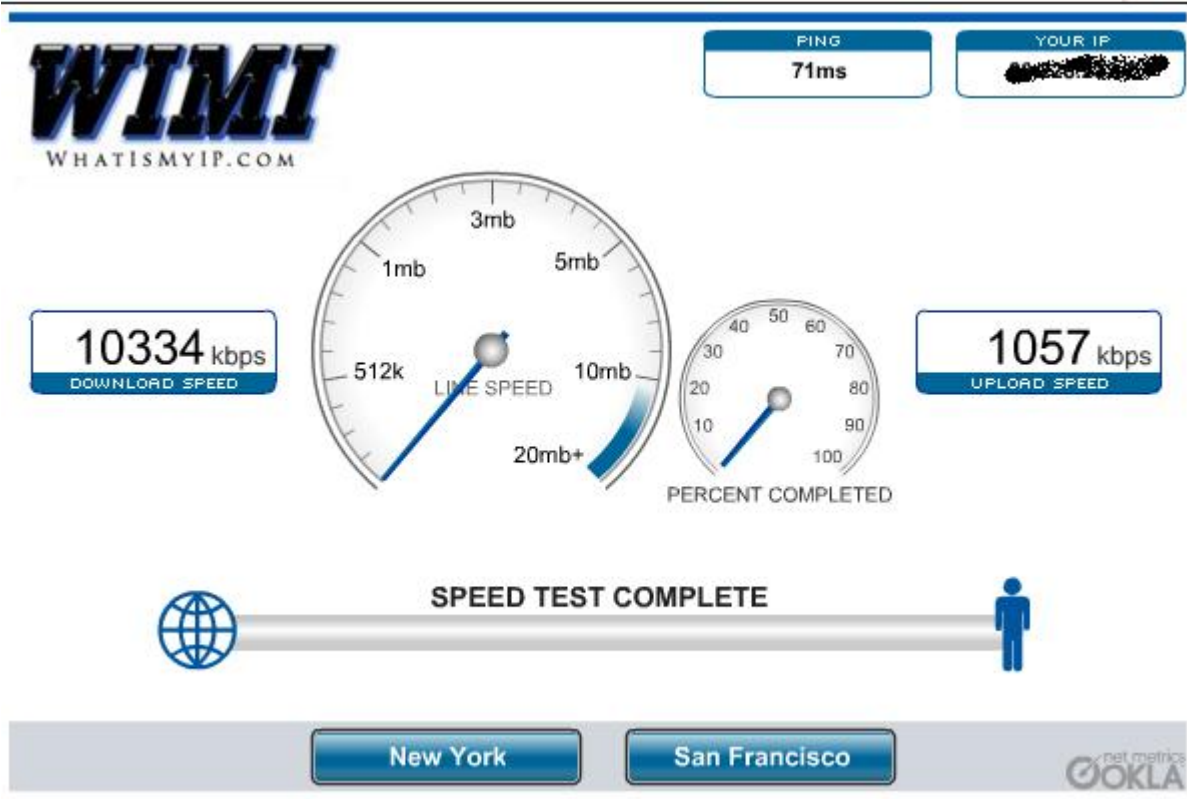 WIMI
WHATISMYIP.COM
PING
71ms
YOUR IP
10334 kbps
DOWNLOAD SPEED
512k
1mb
3mb
5mb
10mb
20mb+
LINE SPEED
10
20
30
40
50
60
70
80
90
100
PERCENT COMPLETED
1057 kbps
UPLOAD SPEED
SPEED TEST COMPLETE
New York
San Francisco
net metrics
OOKLA